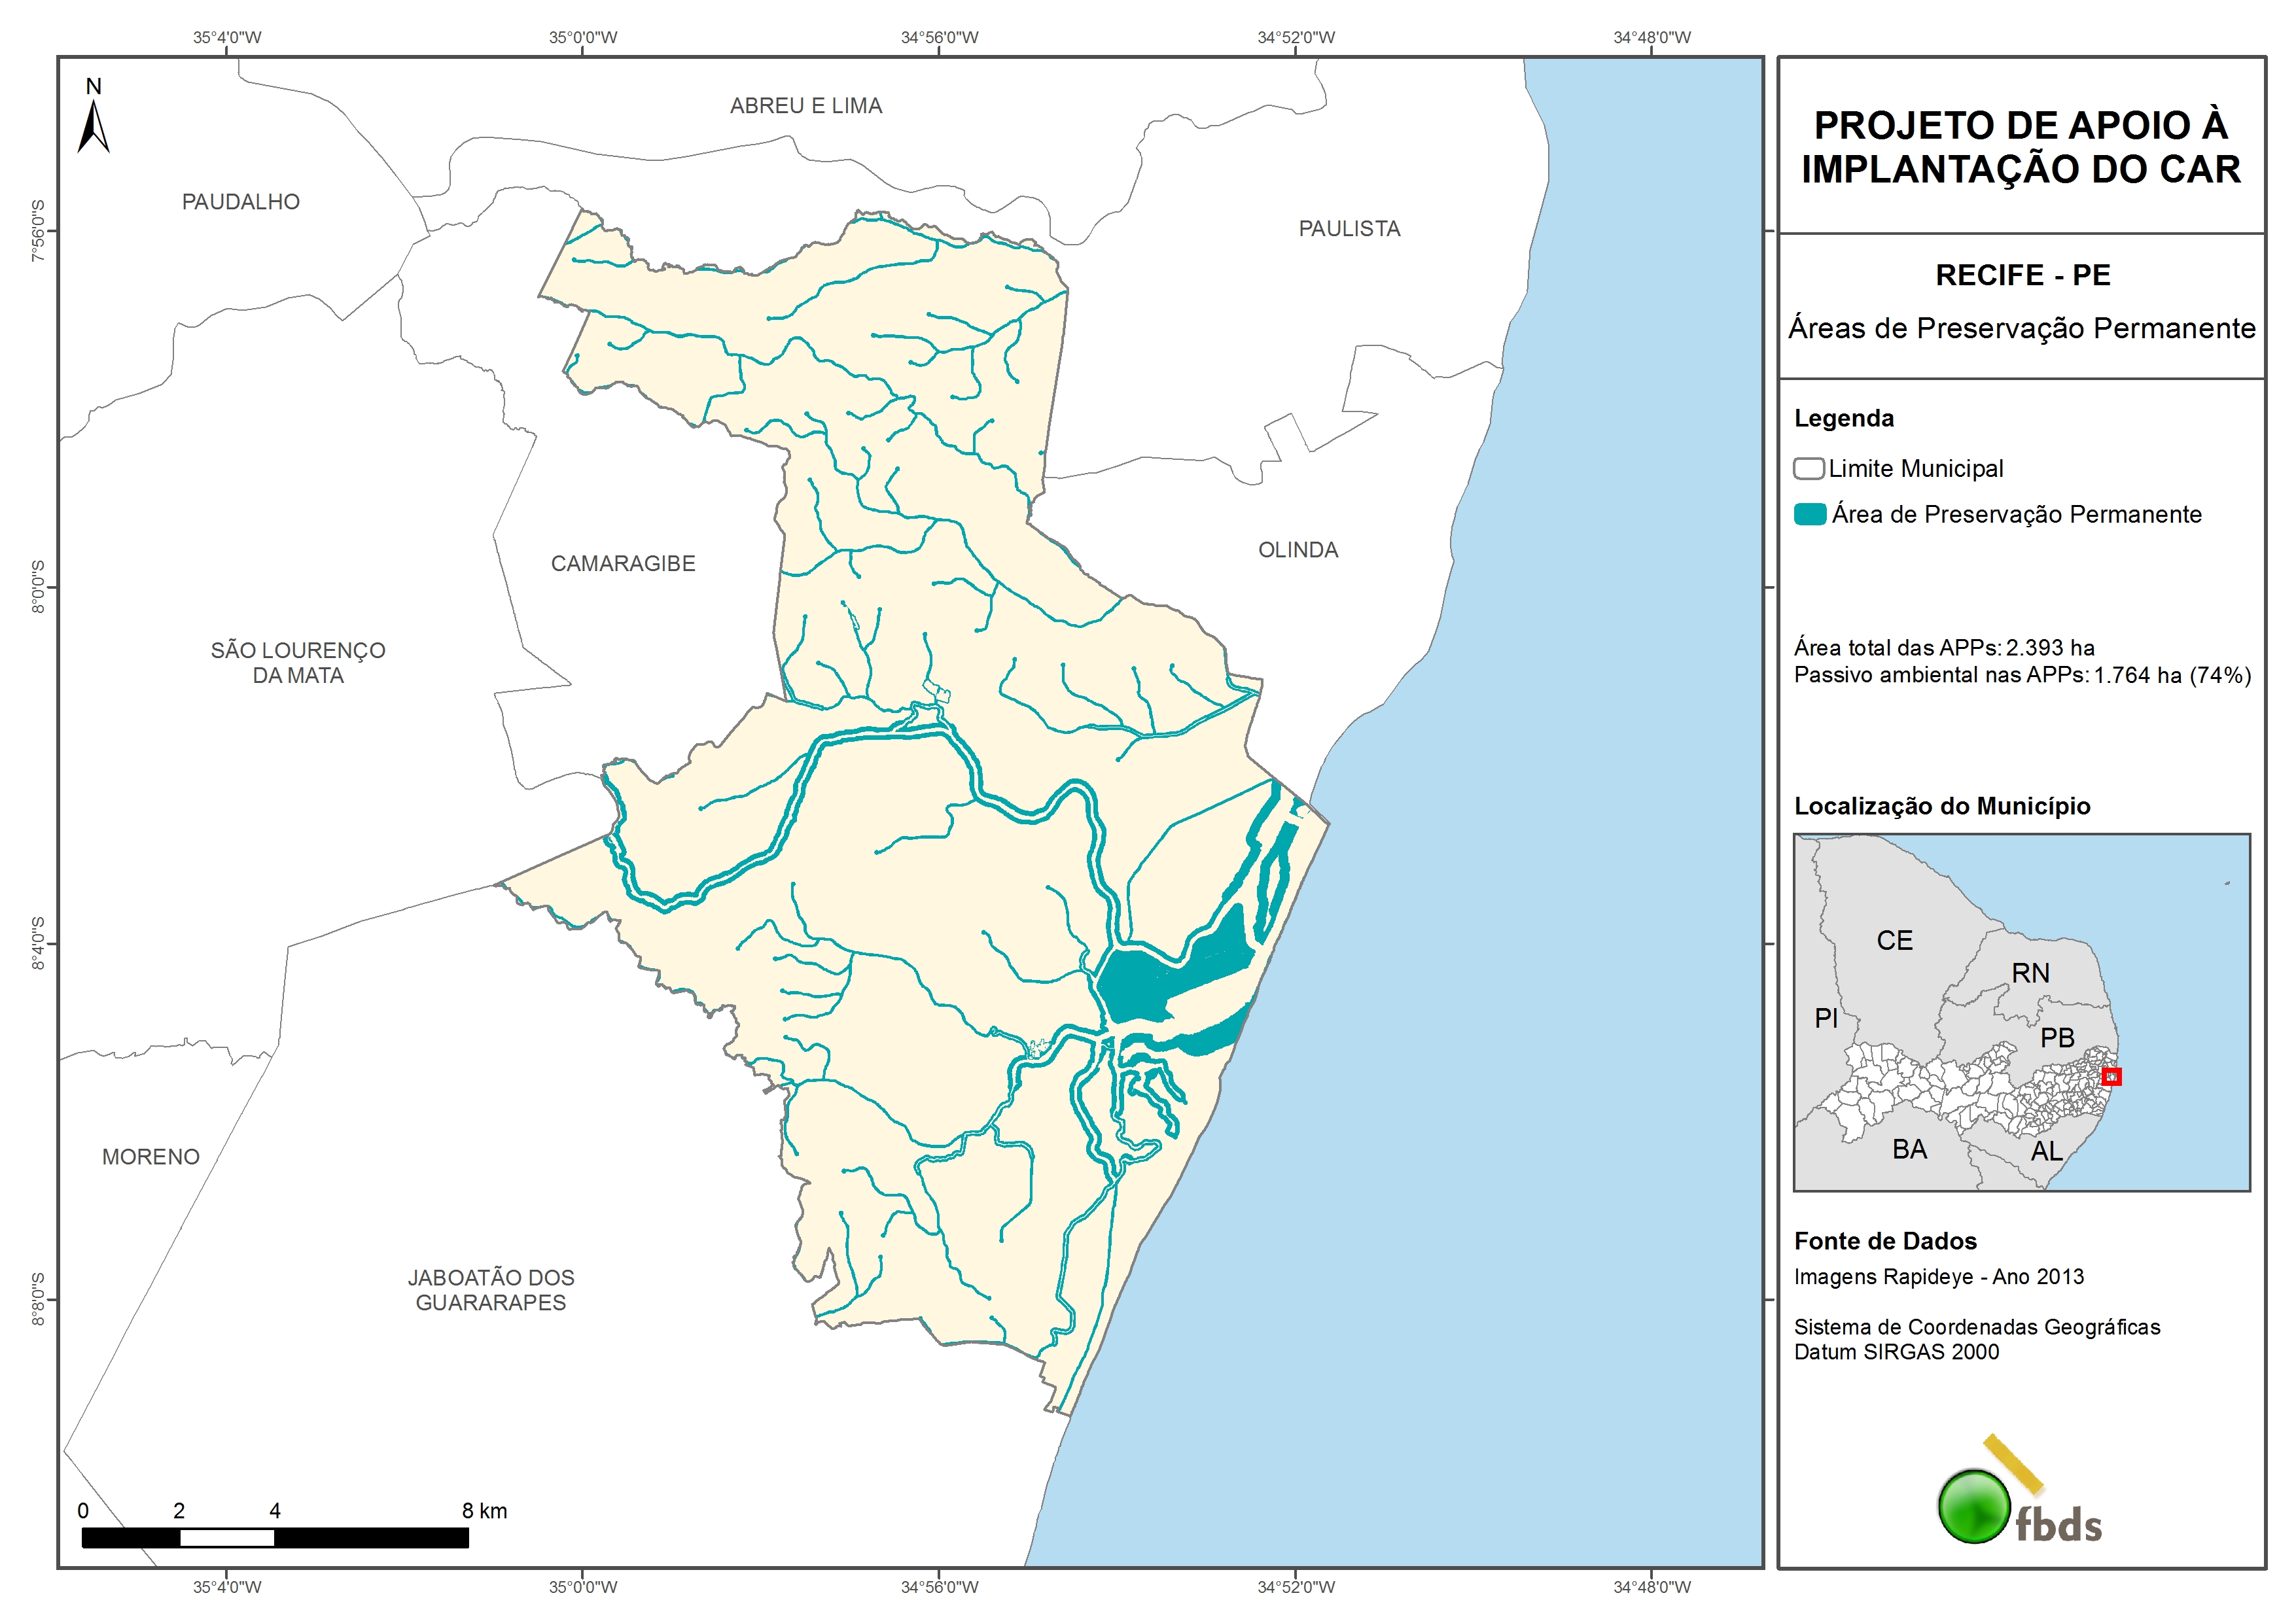 35°4'0"W
35°0'0"W
34°56'0"W
34°52'0"W
34°48'0"W
N
ABREU E LIMA
PAUDALHO
PAULISTA
7°56'0"S
CAMARAGIBE
OLINDA
8°0'0"S
SÃO LOURENÇO
DA MATA
8°4'0"S
MORENO
JABOATÃO DOS
GUARARAPES
8°8'0"S
0 2 4 8 km
35°4'0"W
35°0'0"W
34°56'0"W
34°52'0"W
34°48'0"W
PROJETO DE APOIO À
IMPLANTAÇÃO DO CAR
RECIFE - PE
Áreas de Preservação Permanente
Legenda
Limite Municipal
Área de Preservação Permanente
Área total das APPs: 2.393 ha
Passivo ambiental nas APPs: 1.764 ha (74%)
Localização do Município
CE
RN
PI
PB
BA
AL
Fonte de Dados
Imagens Rapideye - Ano 2013
Sistema de Coordenadas Geográficas
Datum SIRGAS 2000
fbds